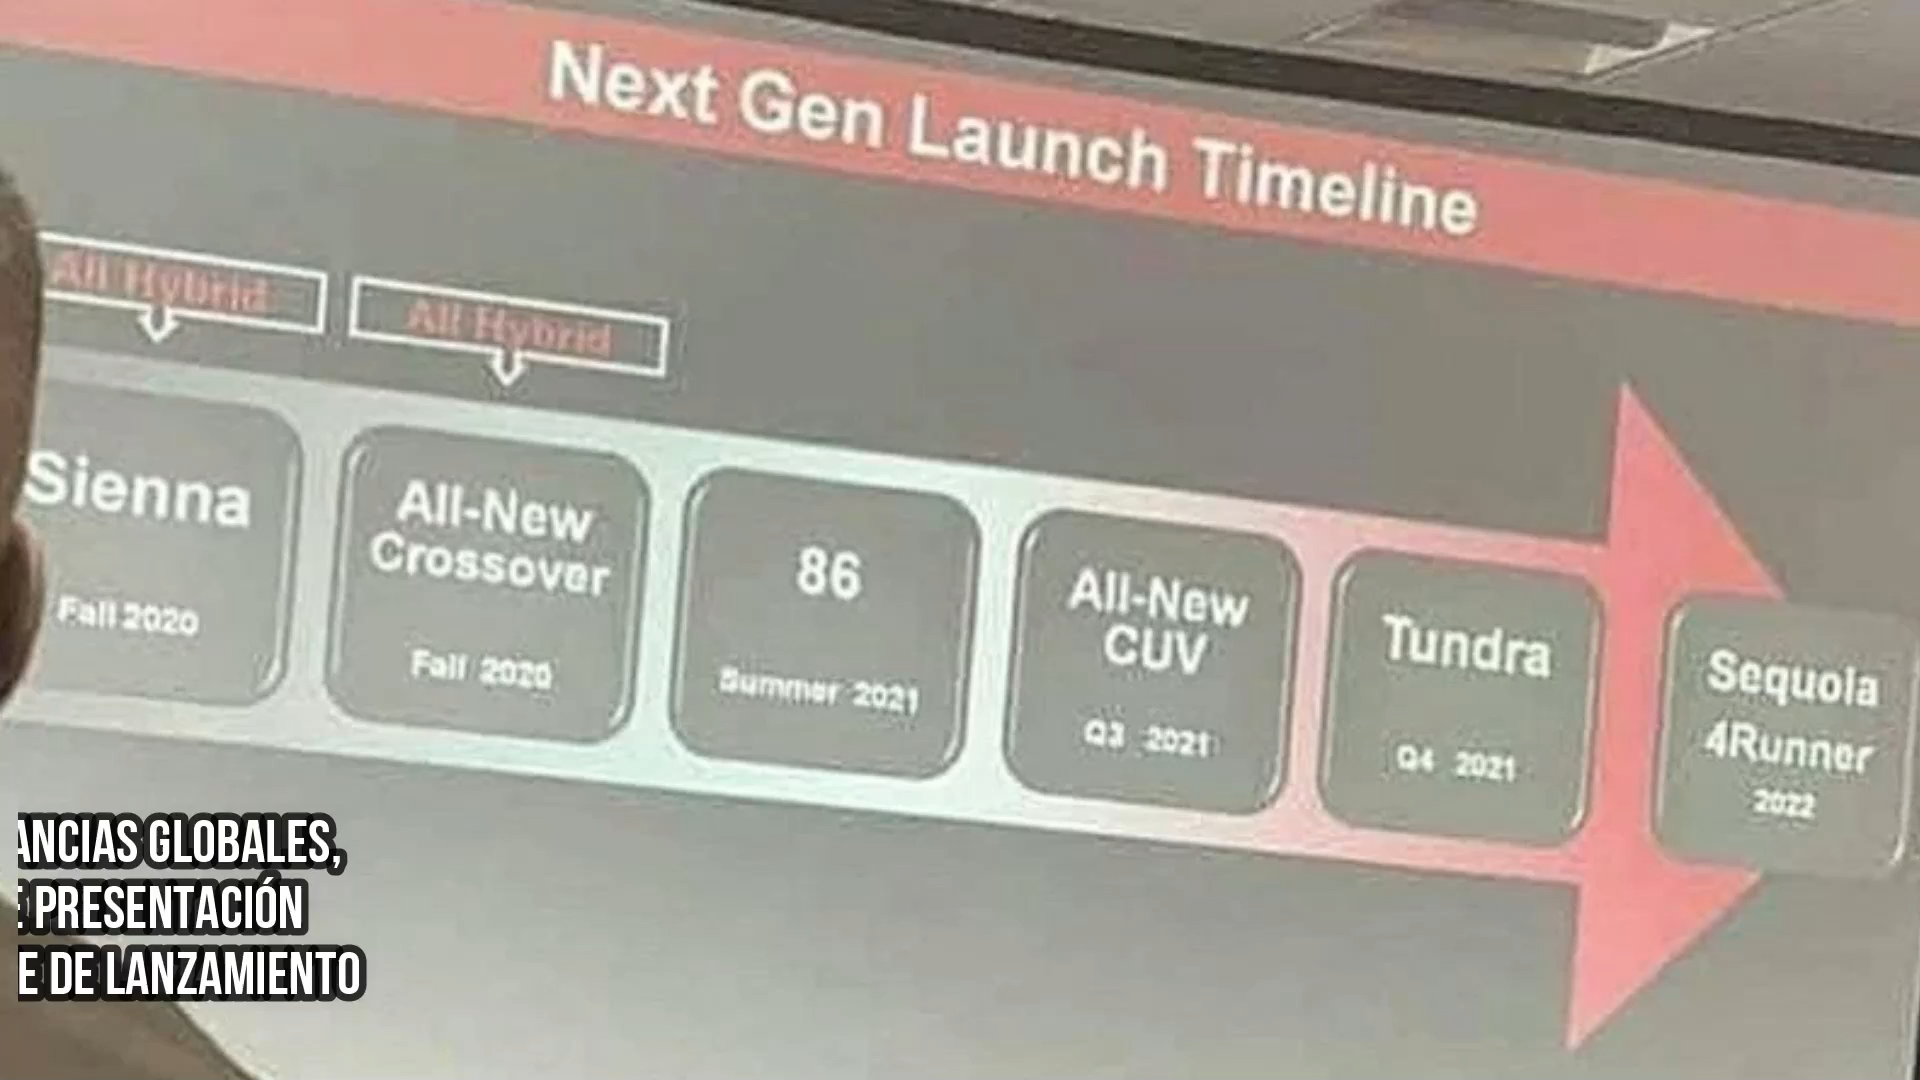 Next Gen Launch Timeline
All Hybrid
All Hybrid
Sienna
Fall 2020
All-New
Crossover
Fall 2020
86
Summer 2021
All-New
CUV
Q3 2021
Tundra
Q4 2021
Sequoia
4Runner
2022
ANCIAS GLOBALES,
E PRESENTACIÓN
E DE LANZAMIENTO